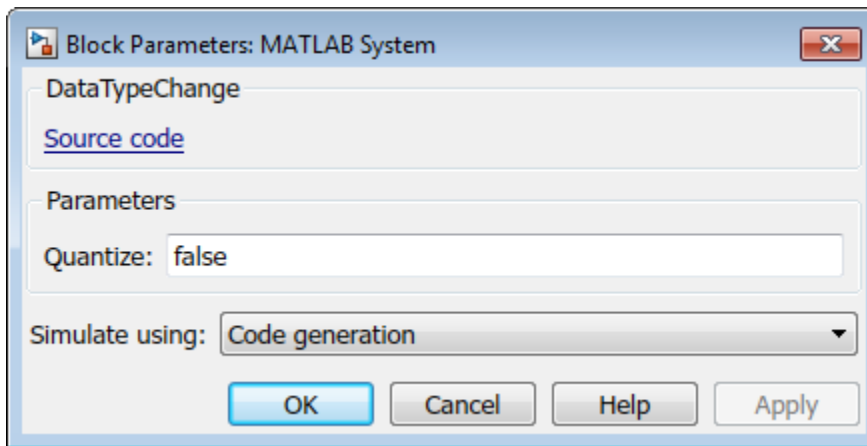 Block Parameters: MATLAB System
DataTypeChange
Source code
Parameters
Quantize: false
Simulate using: Code generation
OK Cancel Help Apply